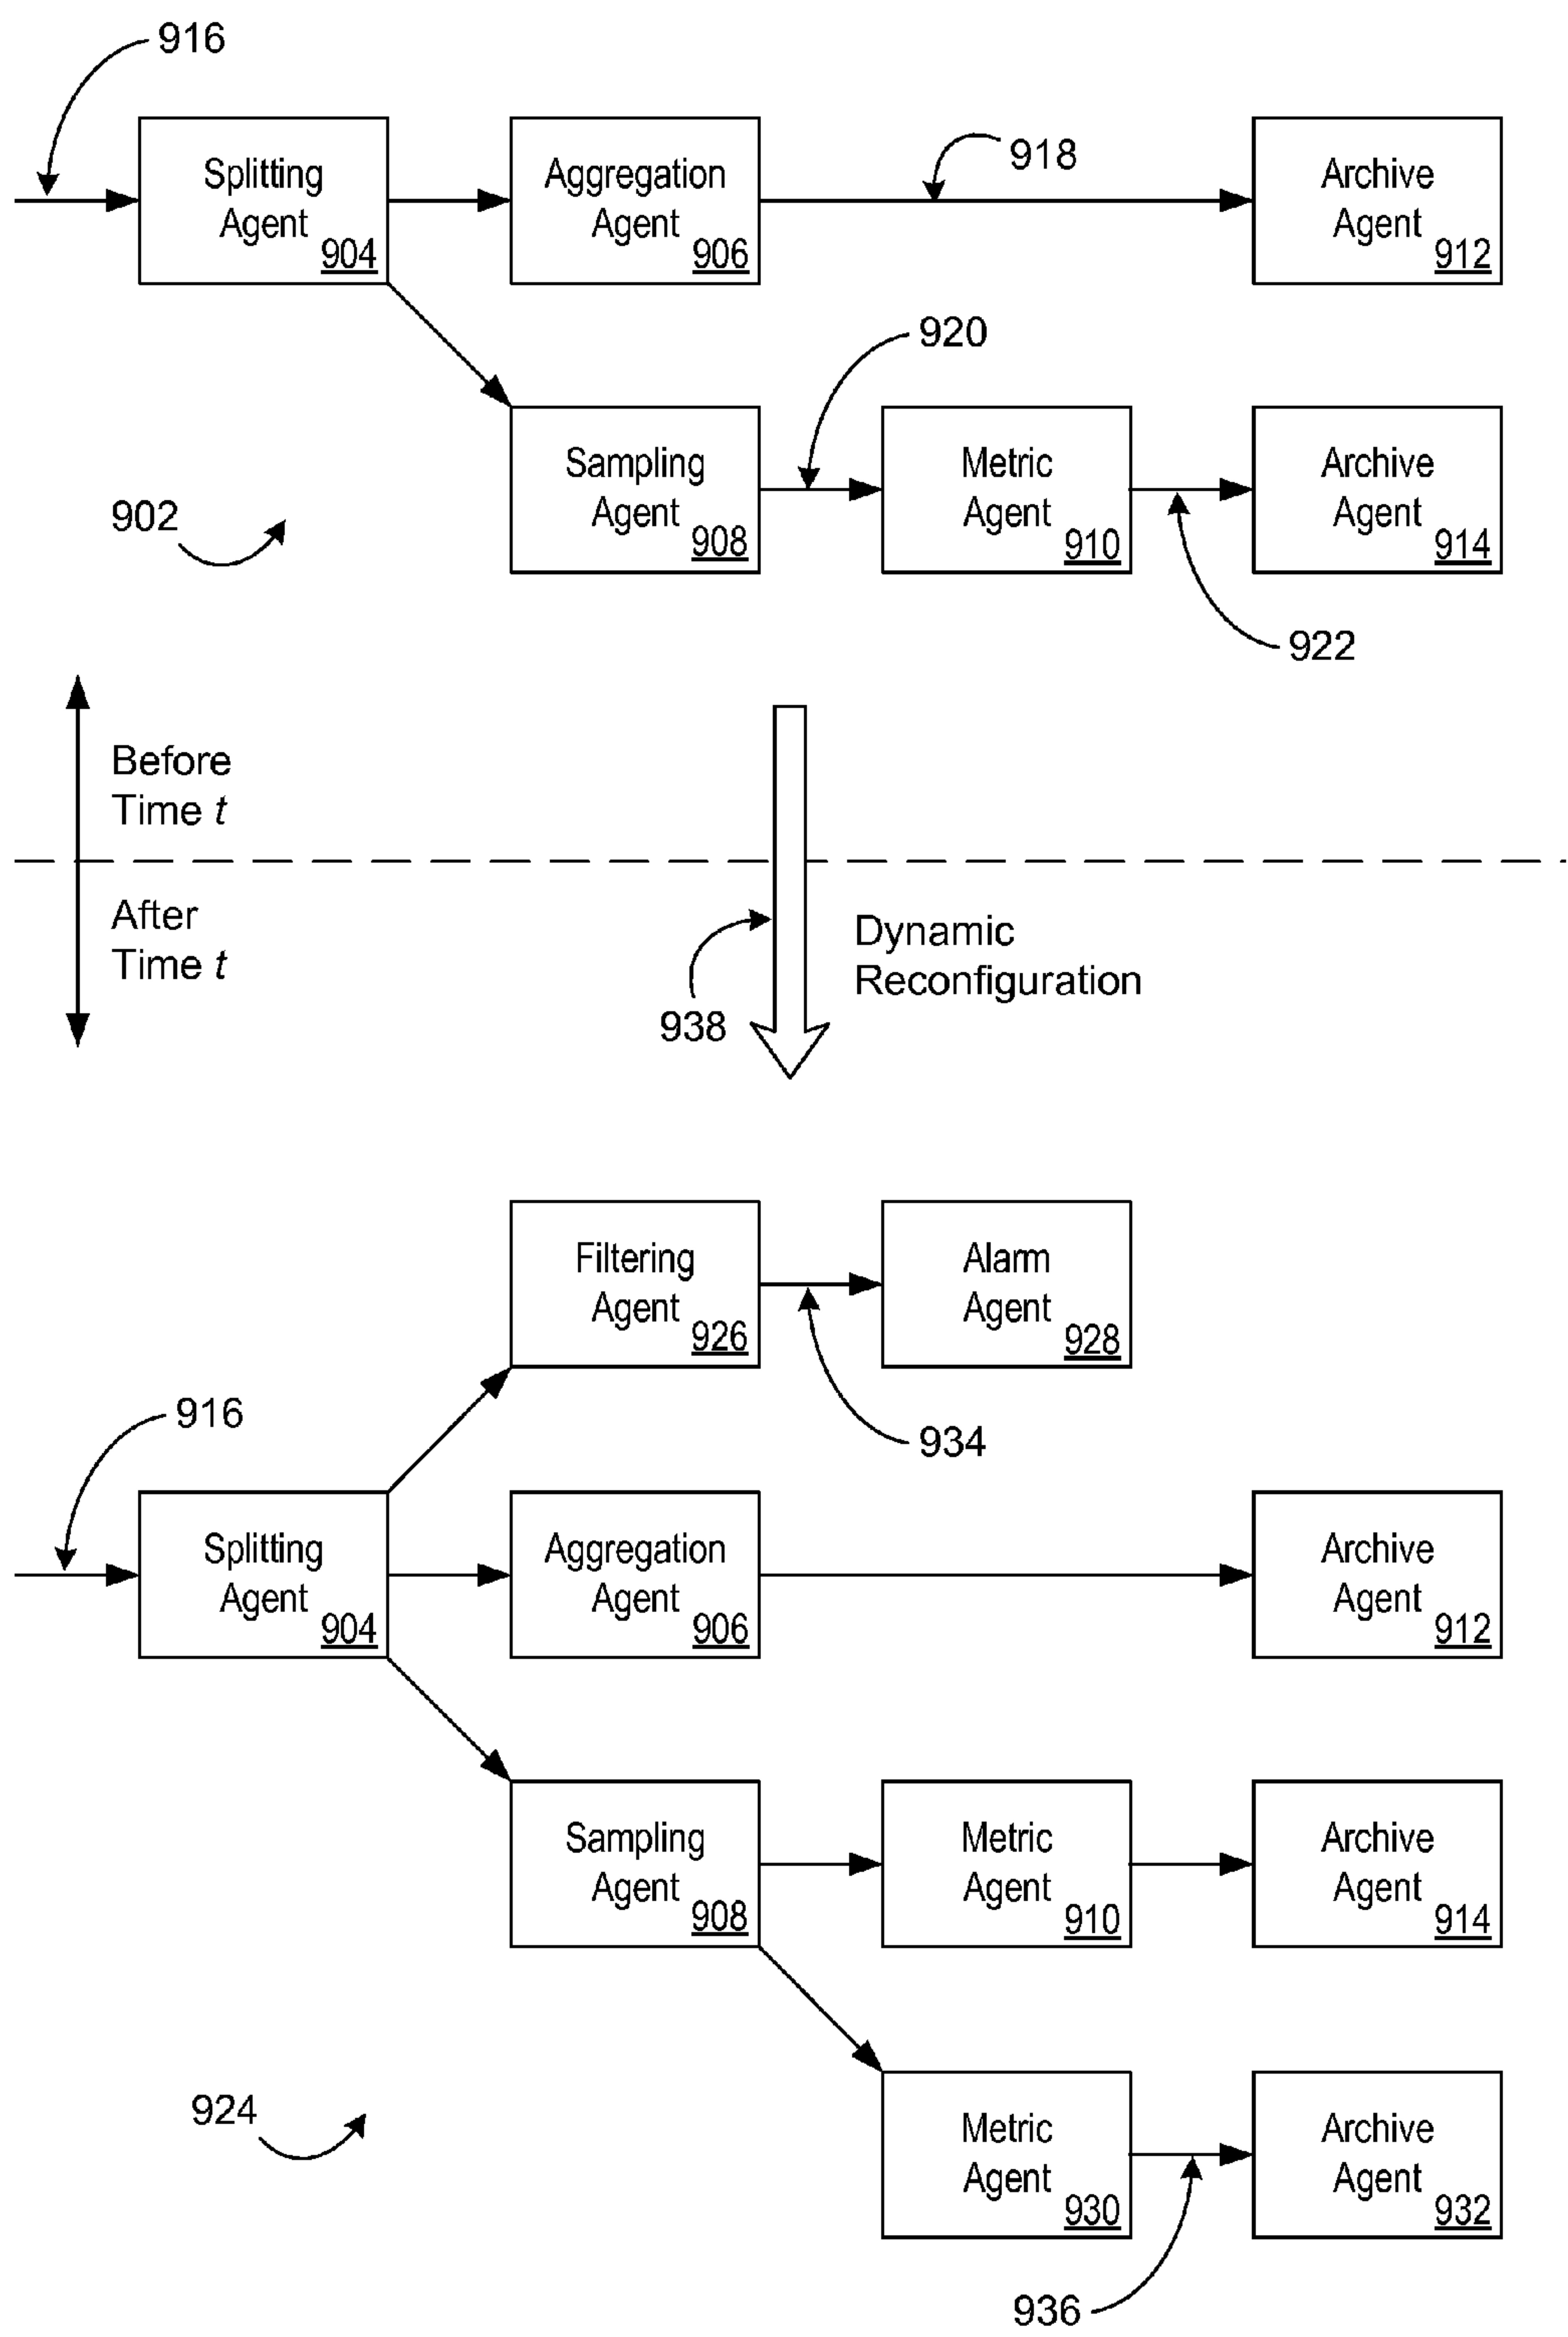 916
Splitting
Agent
904
Aggregation
Agent
906
918
Archive
Agent
912
920
Sampling
Agent
908
Metric
Agent
910
Archive
Agent
914
902
922
Before
Time t
After
Time t
938
Dynamic
Reconfiguration
Filtering
Agent
926
Alarm
Agent
928
916
934
Splitting
Agent
904
Aggregation
Agent
906
Archive
Agent
912
Sampling
Agent
908
Metric
Agent
910
Archive
Agent
914
924
Metric
Agent
930
Archive
Agent
932
936